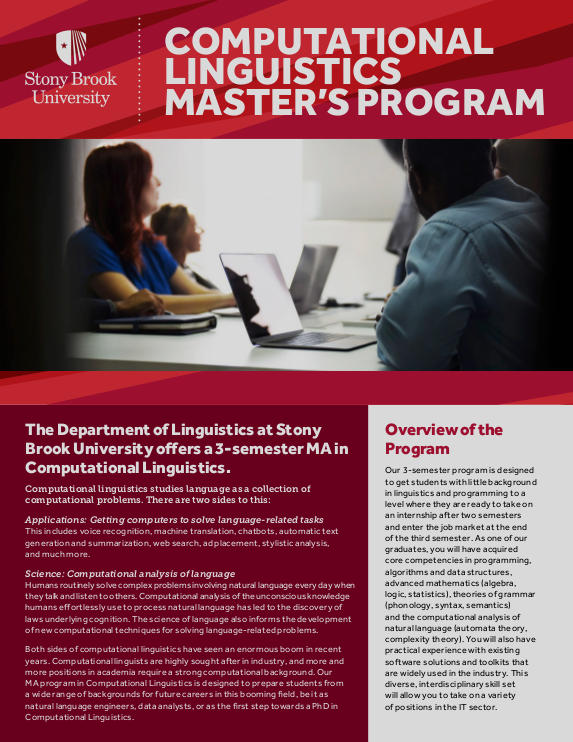 Stony Brook
University
COMPUTATIONAL
LINGUISTICS
MASTER'S PROGRAM
The Department of Linguistics at Stony
Brook University offers a 3-semester MA in
Computational Linguistics.
Computational linguistics studies language as a collection of
computational problems. There are two sides to this:
Applications: Getting computers to solve language-related tasks
This includes voice recognition, machine translation, chatbots, automatic text
generation and summarization, web search, ad placement, stylistic analysis,
and much more.
Science: Computational analysis of language
Humans routinely solve complex problems involving natural language every day when
they talk and listen to others. Computational analysis of the unconscious knowledge
humans effortlessly use to process natural language has led to the discovery of
laws underlying cognition. The science of language also informs the development
of new computational techniques for solving language-related problems.
Both sides of computational linguistics have seen an enormous boom in recent
years. Computational linguists are highly sought after in industry, and more and
more positions in academia require a strong computational background. Our
MA program in Computational Linguistics is designed to prepare students from
a wide range of backgrounds for future careers in this booming field, be it as
natural language engineers, data analysts, or as the first step towards a PhD in
Computational Linguistics.
Overview of the
Program
Our 3-semester program is designed
to get students with little background
in linguistics and programming to a
level where they are ready to take on
an internship after two semesters
and enter the job market at the end
of the third semester. As one of our
graduates, you will have acquired
core competencies in programming,
algorithms and data structures,
advanced mathematics (algebra,
logic, statistics), theories of grammar
(phonology, syntax, semantics)
and the computational analysis of
natural language (automata theory,
complexity theory). You will also have
practical experience with existing
software solutions and toolkits that
are widely used in the industry. This
diverse, interdisciplinary skill set
will allow you to take on a variety
of positions in the IT sector.